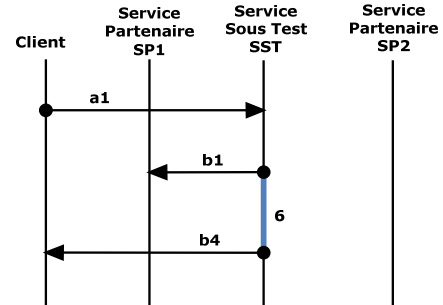 Client
Service
Partenaire
SP1
Service
Sous Test
SST
Service
Partenaire
SP2
a1
b1
6
b4